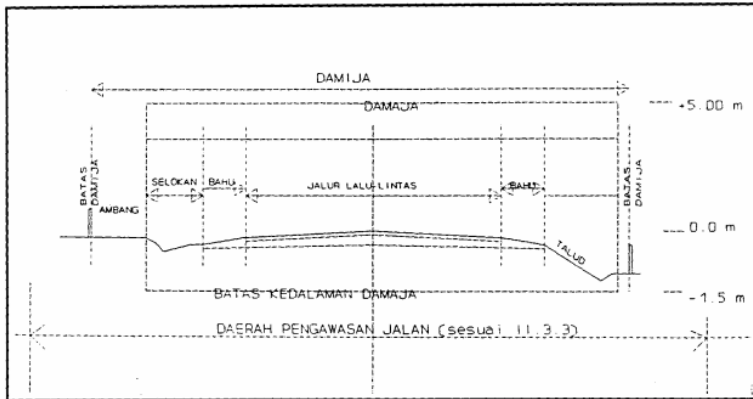 DAMIJA
DAMAJA
+5.00 m
BATAS
DAMIJA
SELOKAN
BAHU
JALUR LALU-LINTAS
BAHU
BATAS
DAMIJA
AMBANG
0.0 m
TALUD
BATAS KEDALAMAN DAMAJA
-1.5 m
DAERAH PENGAWASAN JALAN (sesuai II.3.3)